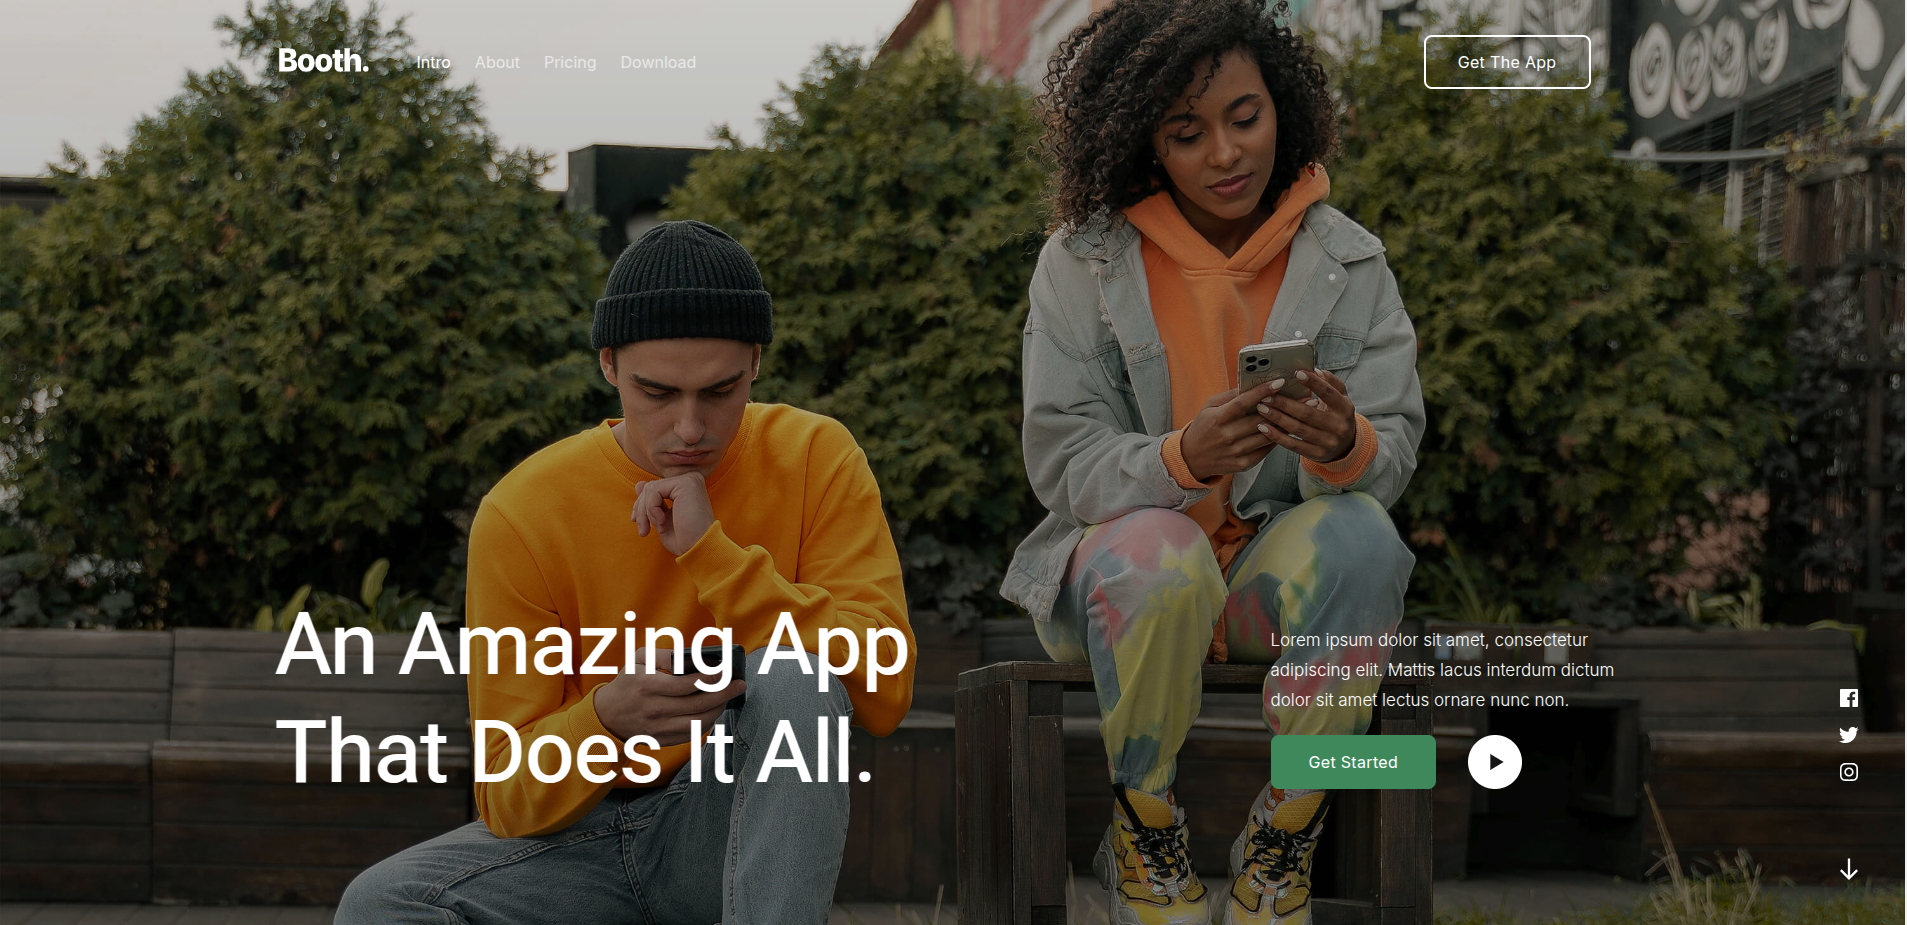 Booth.
Intro About Pricing Download
Get The App
An Amazing App
That Does It All.
Lorem ipsum dolor sit amet, consectetur
adipiscing elit. Mattis lacus interdum dictum
dolor sit amet lectus ornare nunc non.
Get Started